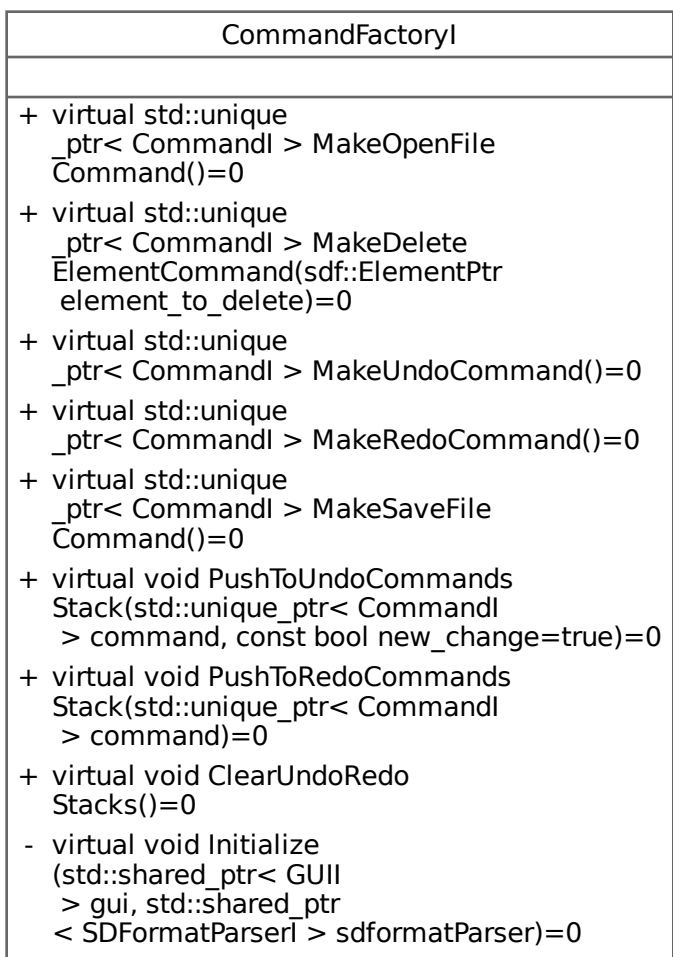 CommandFactoryI
+ virtual std::unique
_ptr< CommandI > MakeOpenFile
Command()=0
+ virtual std::unique
_ptr< CommandI > MakeDelete
ElementCommand(sdf::ElementPtr
element_to_delete)=0
+ virtual std::unique
_ptr< CommandI > MakeUndoCommand()=0
+ virtual std::unique
_ptr< CommandI > MakeRedoCommand()=0
+ virtual std::unique
_ptr< CommandI > MakeSaveFile
Command()=0
+ virtual void PushToUndoCommands
Stack(std::unique_ptr< CommandI
> command, const bool new_change=true)=0
+ virtual void PushToRedoCommands
Stack(std::unique_ptr< CommandI
> command)=0
+ virtual void ClearUndoRedo
Stacks()=0
- virtual void Initialize
(std::shared_ptr< GUII
> gui, std::shared_ptr
< SDFormatParserI > sdformatParser)=0